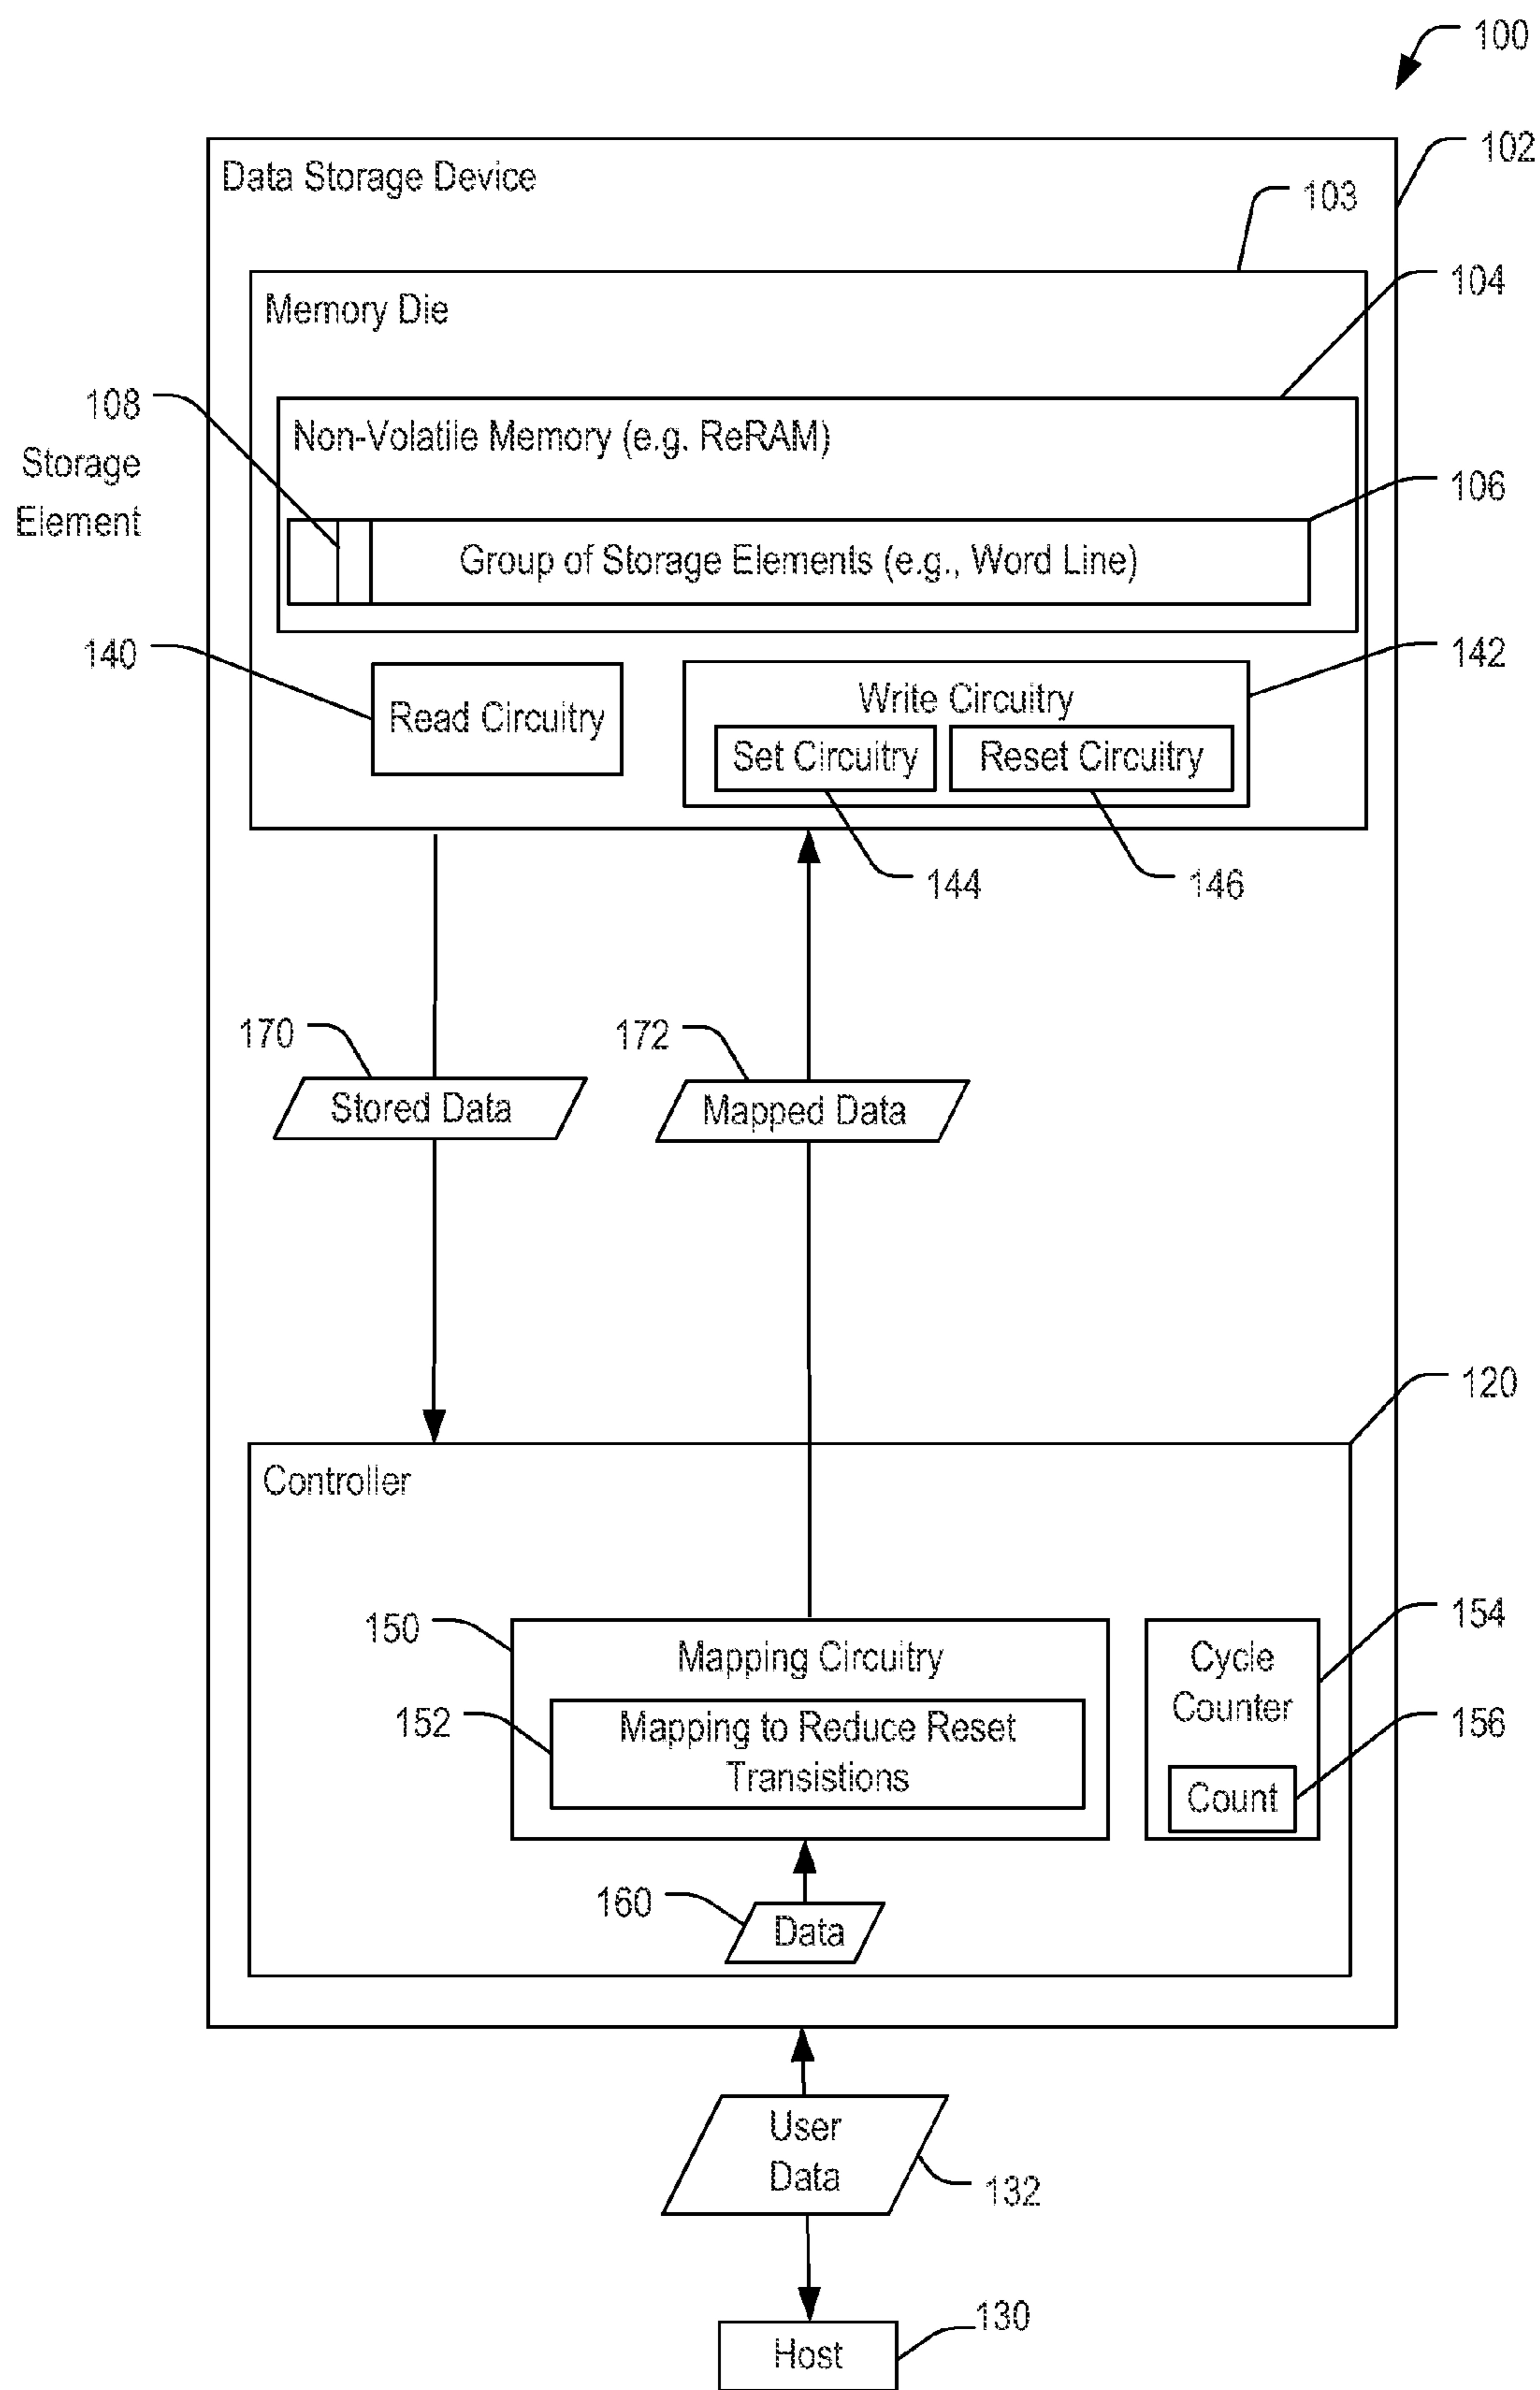 100
102
Data Storage Device
103
104
Memory Die
108
Storage
Element
Non-Volatile Memory (e.g. ReRAM)
106
Group of Storage Elements (e.g., Word Line)
140
142
Read Circuitry
Write Circuitry
Set Circuitry
Reset Circuitry
144
146
170
172
Stored Data
Mapped Data
120
Controller
150
154
Mapping Circuitry
Cycle
Counter
152
156
Mapping to Reduce Reset
Transistions
Count
160
Data
User
Data
132
130
Host